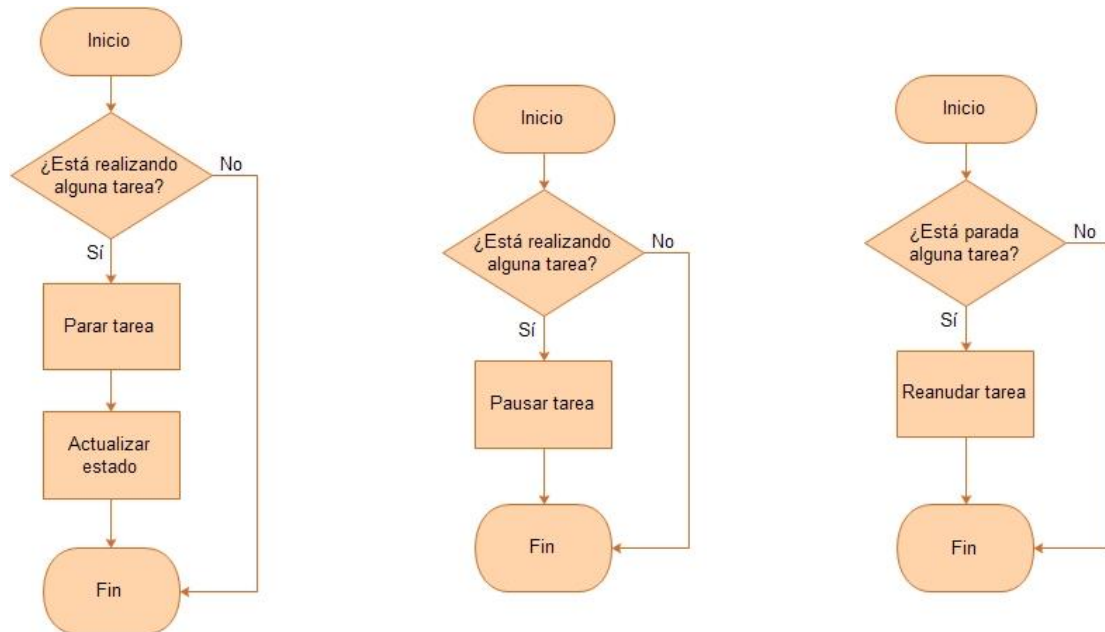 Inicio
¿Está realizando
alguna tarea?
No
Sí
Parar tarea
Actualizar
estado
Fin
Inicio
¿Está realizando
alguna tarea?
No
Sí
Pausar tarea
Fin
Inicio
¿Está parada
alguna tarea?
No
Sí
Reanudar tarea
Fin